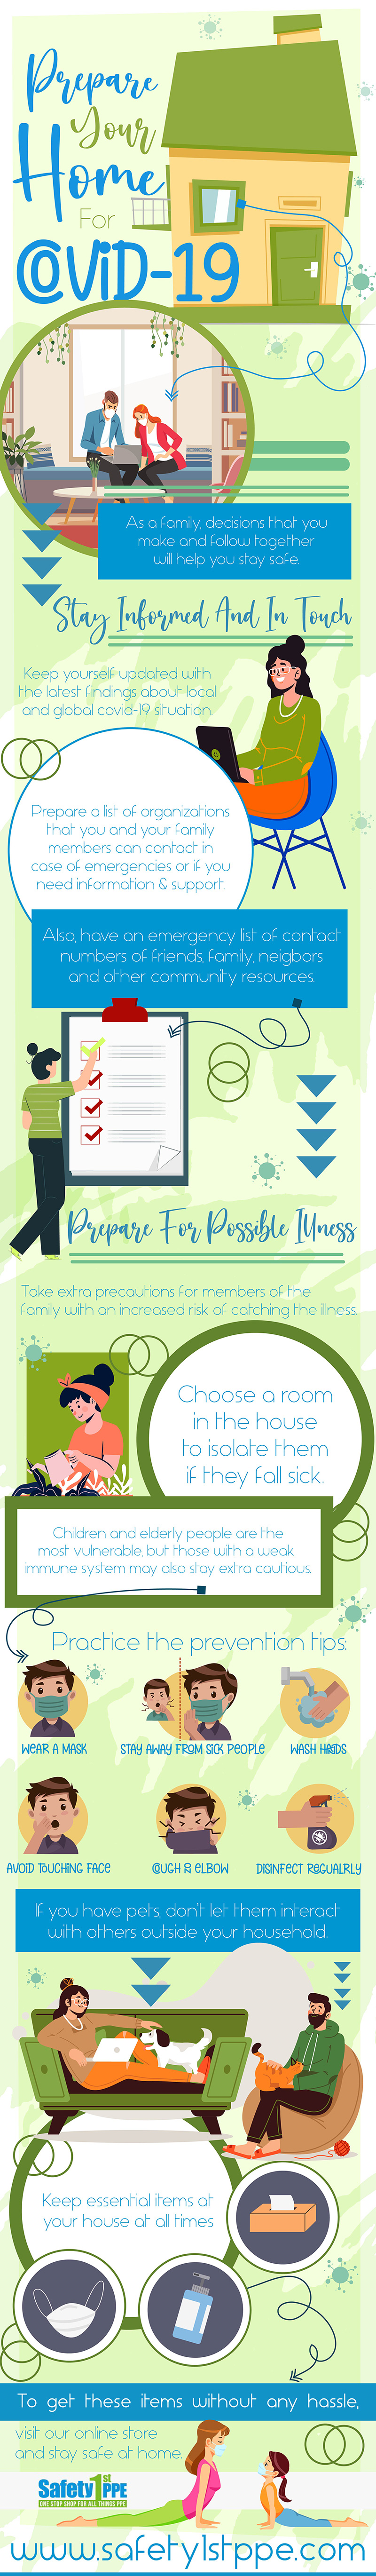 Prepare
Your
Home
For
COViD-19
As a family, decisions that you
make and follow together
will help you stay safe.
Stay Informed And In Touch
Keep yourself updated with
the latest findings about local
and global covid-19 situation.
Prepare a list of organizations
that you and your family
members can contact in
case of emergencies or if you
need information & support.
Also, have an emergency list of contact
numbers of friends, family, neigbors
and other community resources.
Prepare For Possible Illness
Take extra precautions for members of the
family with an increased risk of catching the illness.
Choose a room
in the house
to isolate them
if they fall sick.
Children and elderly people are the
most vulnerable, but those with a weak
immune system may also stay extra cautious.
Practice the prevention tips:
WEAR A MASK
STAY AWAY FROM SICK PEOPLE
WASH HANDS
AVOID TOUCHING FACE
COUGH IN ELBOW
DISINFECT REGUALRLY
If you have pets, don't let them interact
with others outside your household.
Keep essential items at
your house at all times
To get these items without any hassle,
visit our online store
and stay safe at home.
Safety 1st PPE
ONE STOP SHOP FOR ALL THINGS PPE
www.safety1stppe.com